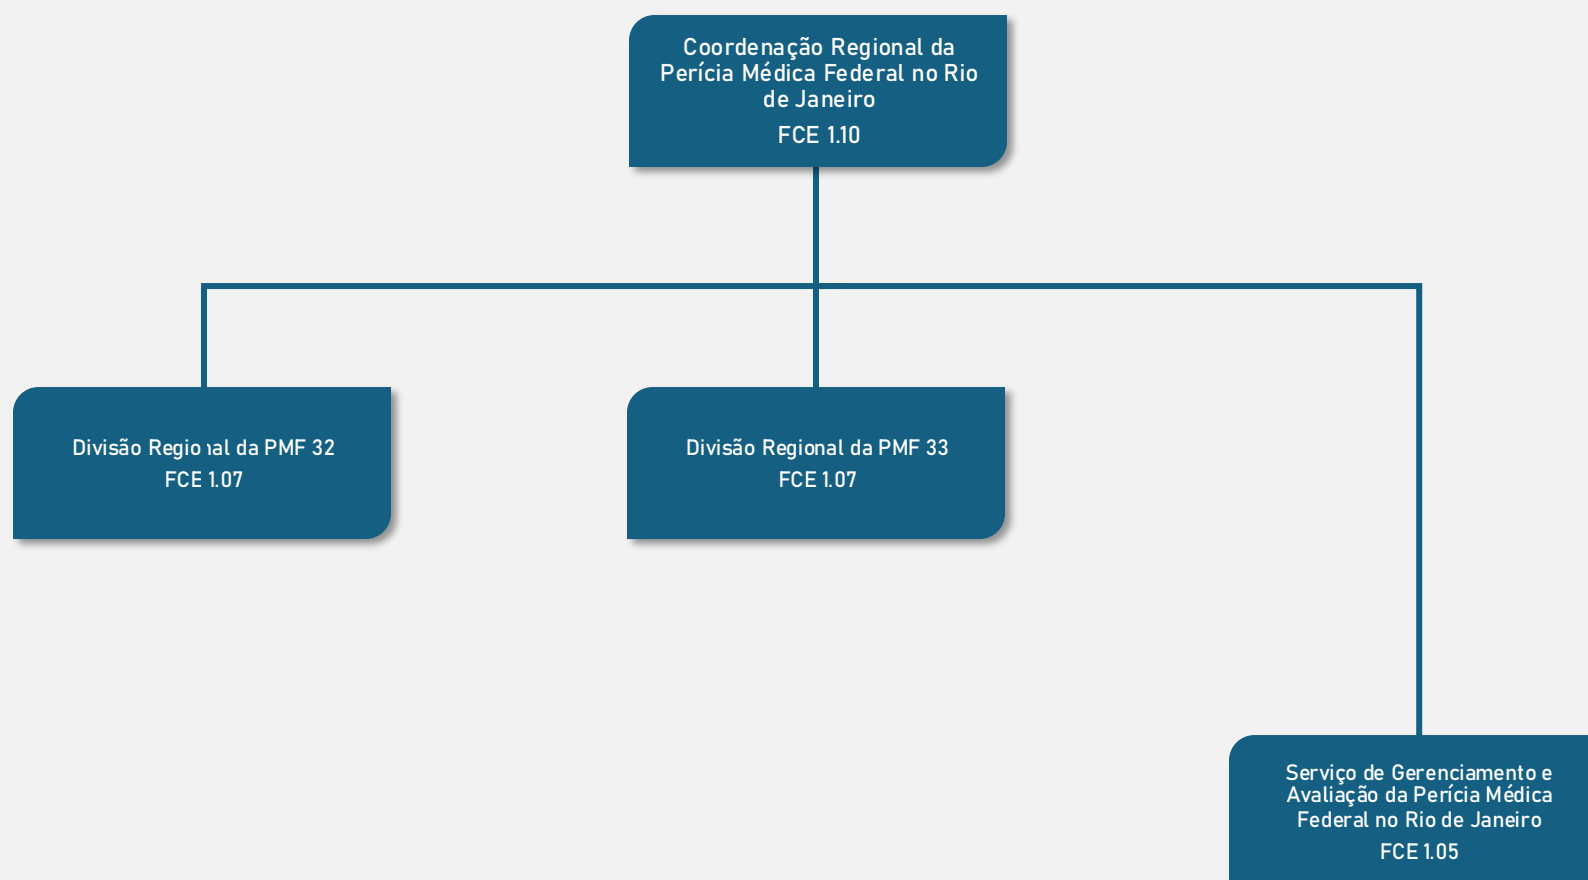 Coordenação Regional da
Perícia Médica Federal no Rio
de Janeiro
FCE 1.10
Divisão Regional da PMF 32
FCE 1.07
Divisão Regional da PMF 33
FCE 1.07
Serviço de Gerenciamento e
Avaliação da Perícia Médica
Federal no Rio de Janeiro
FCE 1.05